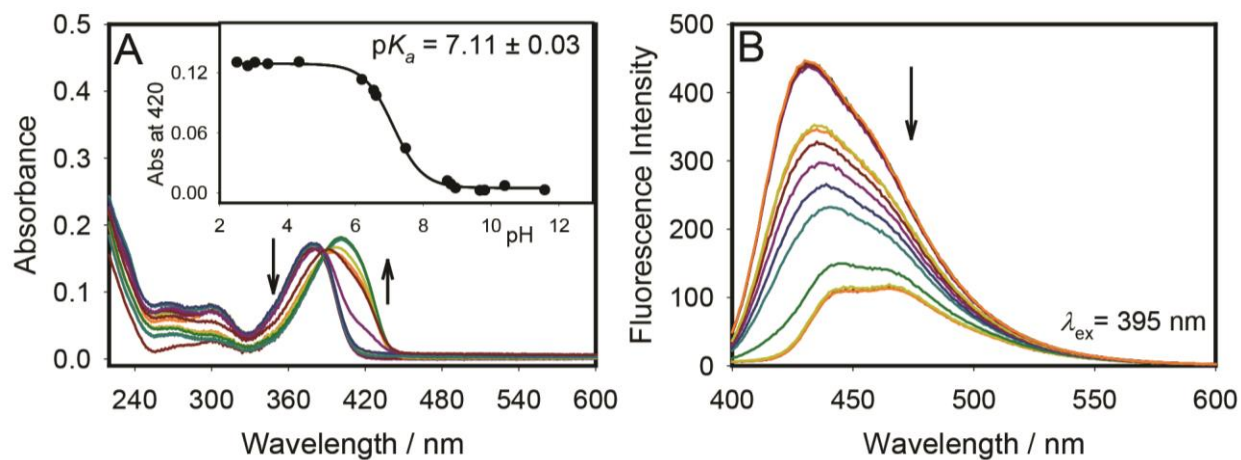 A
pKa = 7.11 ± 0.03
Abs at 420
0.12
0.06
0.00
2 4 6 8 10 12
pH
Absorbance
0.5
0.4
0.3
0.2
0.1
0.0
240 300 360 420 480 540 600
Wavelength / nm
B
Fluorescence Intensity
500
400
300
200
100
0
λex= 395 nm
400 450 500 550 600
Wavelength / nm